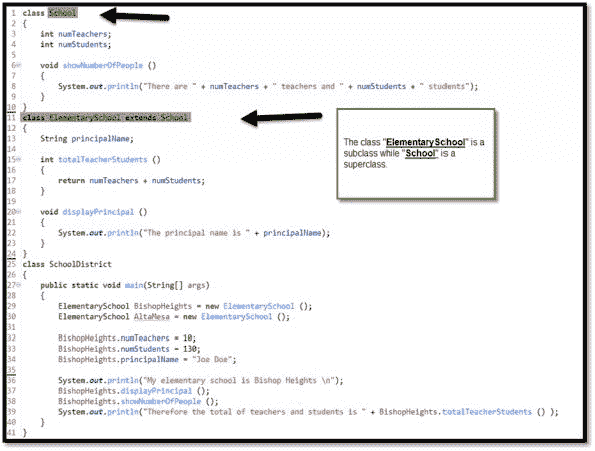 1 class School
2 {
3 int numTeachers;
4 int numStudents;
5
6 void showNumberOfPeople ()
7 {
8 System.out.println("There are " + numTeachers + " teachers and " + numStudents + " students");
9 }
10 }
11 class ElementarySchool extends School
12 {
13 String principalName;
14
15 int totalTeacherStudents ()
16 {
17 return numTeachers + numStudents;
18 }
19
20 void displayPrincipal ()
21 {
22 System.out.println("The principal name is " + principalName);
23 }
24 }
The class "ElementarySchool" is a
subclass while "School" is a
superclass.
25 class SchoolDistrict
26 {
27 public static void main(String[] args)
28 {
29 ElementarySchool BishopHeights = new ElementarySchool ();
30 ElementarySchool AltaMesa = new ElementarySchool ();
31
32 BishopHeights.numTeachers = 10;
33 BishopHeights.numStudents = 130;
34 BishopHeights.principalName = "Joe Doe";
35
36 System.out.println("My elementary school is Bishop Heights \n");
37 BishopHeights.displayPrincipal ();
38 BishopHeights.showNumberOfPeople ();
39 System.out.println("Therefore the total of teachers and students is " + BishopHeights.totalTeacherStudents () );
40 }
41 }